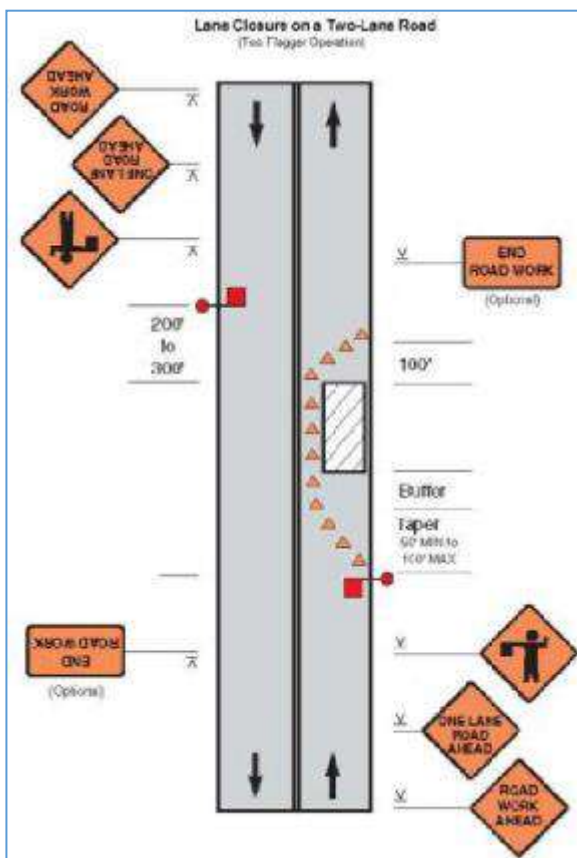 Lane Closure on a Two-Lane Road
(Two Flagger Operation)
ROAD
WORK
AHEAD
ONE LANE
ROAD
AHEAD
200'
to
300'
END
ROAD WORK
(Optional)
100'
Buffer
Taper
50' MIN to
100' MAX
END
ROAD WORK
(Optional)
ONE LANE
ROAD
AHEAD
ROAD
WORK
AHEAD